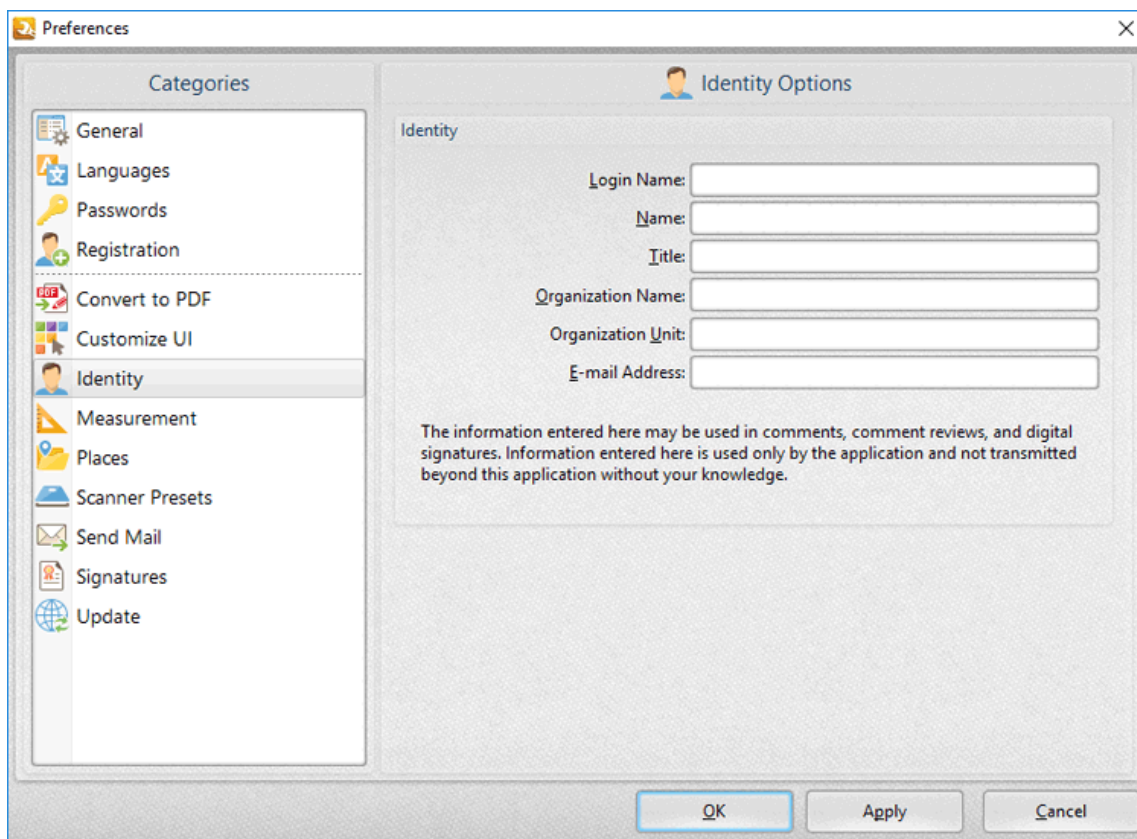 Preferences
Categories
General
Languages
Passwords
Registration
Convert to PDF
Customize UI
Identity
Measurement
Places
Scanner Presets
Send Mail
Signatures
Update
Identity Options
Identity
Login Name:
Name:
Title:
Organization Name:
Organization Unit:
E-mail Address:
The information entered here may be used in comments, comment reviews, and digital
signatures. Information entered here is used only by the application and not transmitted
beyond this application without your knowledge.
OK
Apply
Cancel